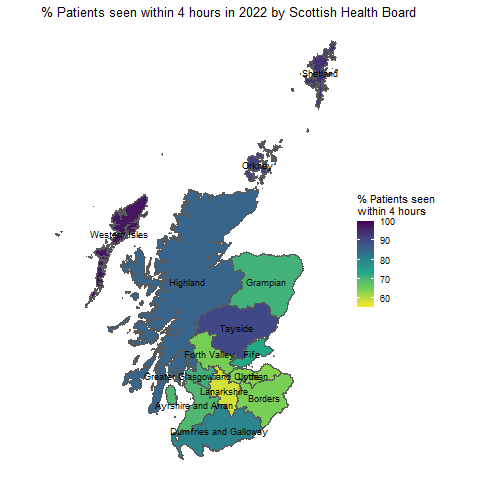 % Patients seen within 4 hours in 2022 by Scottish Health Board
Shetland
Orkney
Western Isles
% Patients seen
within 4 hours
100
90
80
70
60
Highland
Grampian
Tayside
Forth Valley
Fife
Greater Glasgow and Clyde
Lothian
Lanarkshire
Borders
Ayrshire and Arran
Dumfries and Galloway